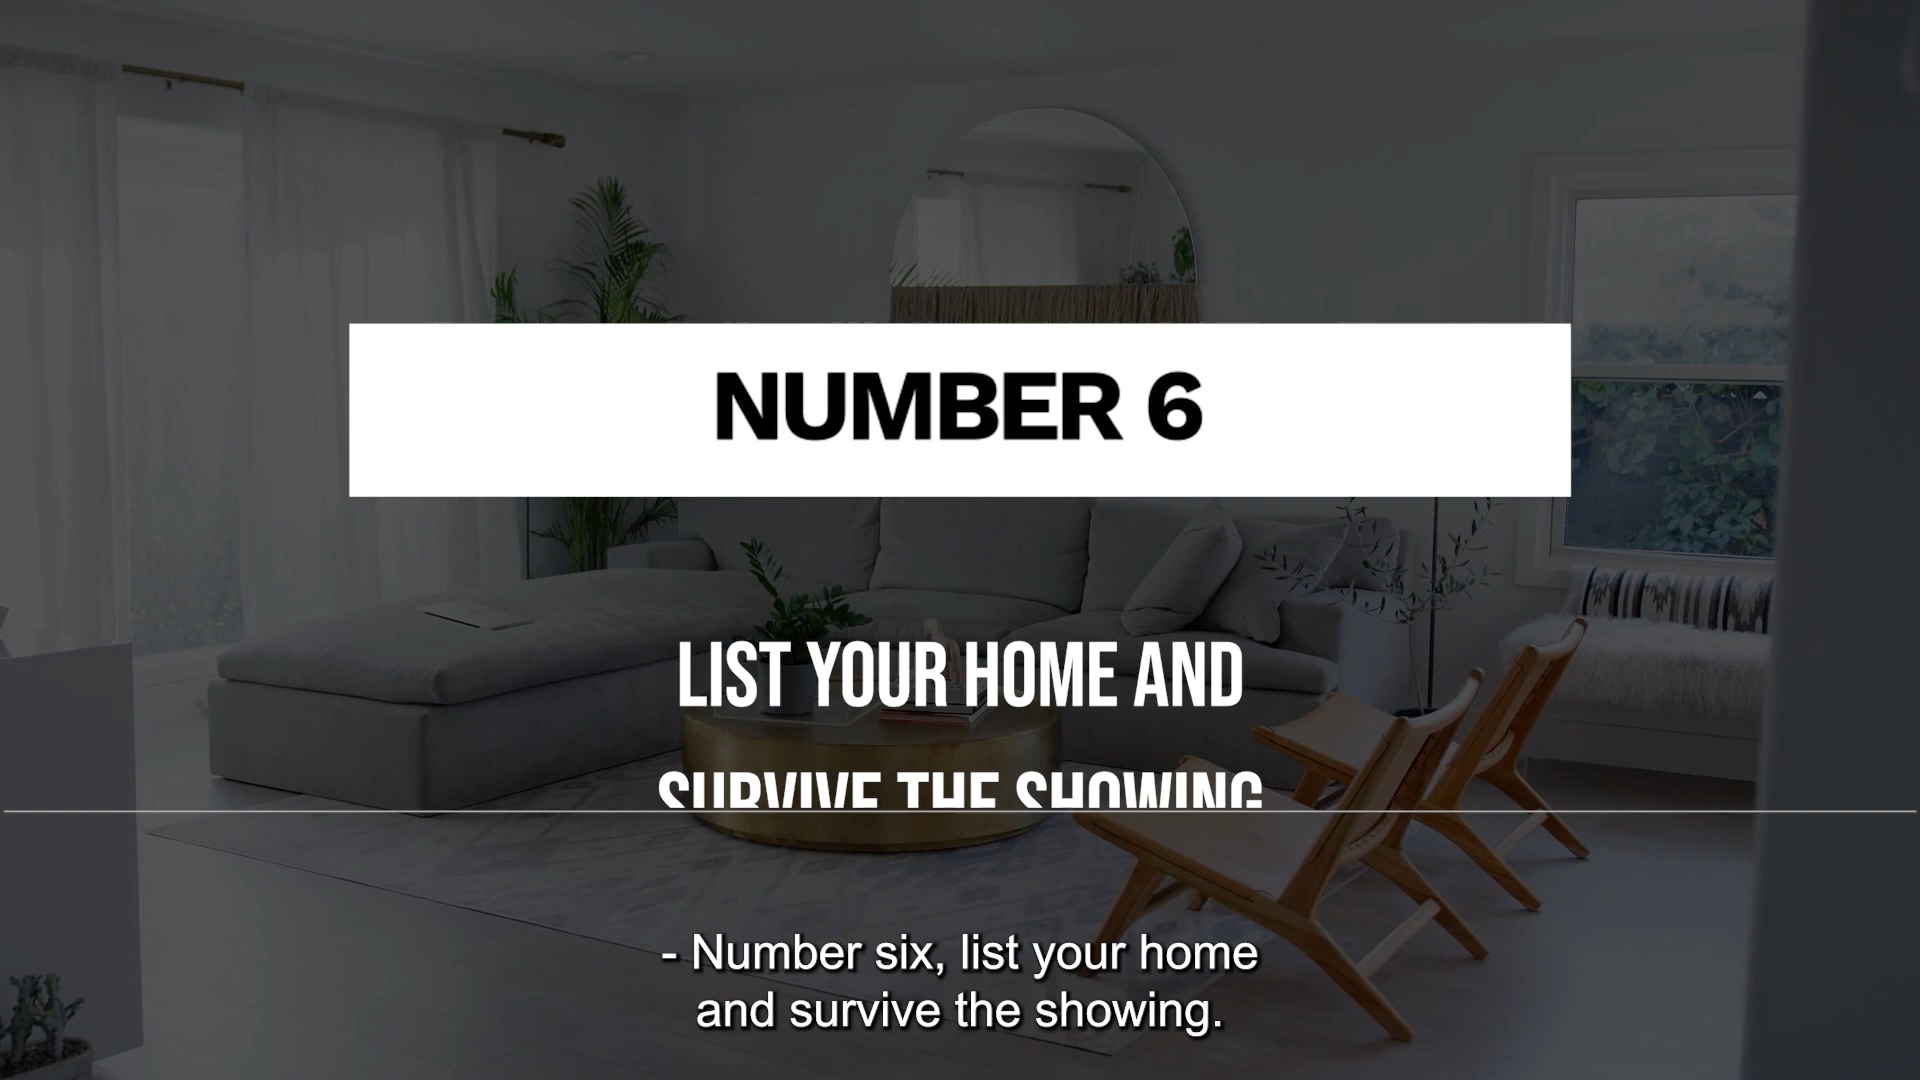 NUMBER 6
LIST YOUR HOME AND
SURVIVE THE SHOWING
- Number six, list your home
and survive the showing.